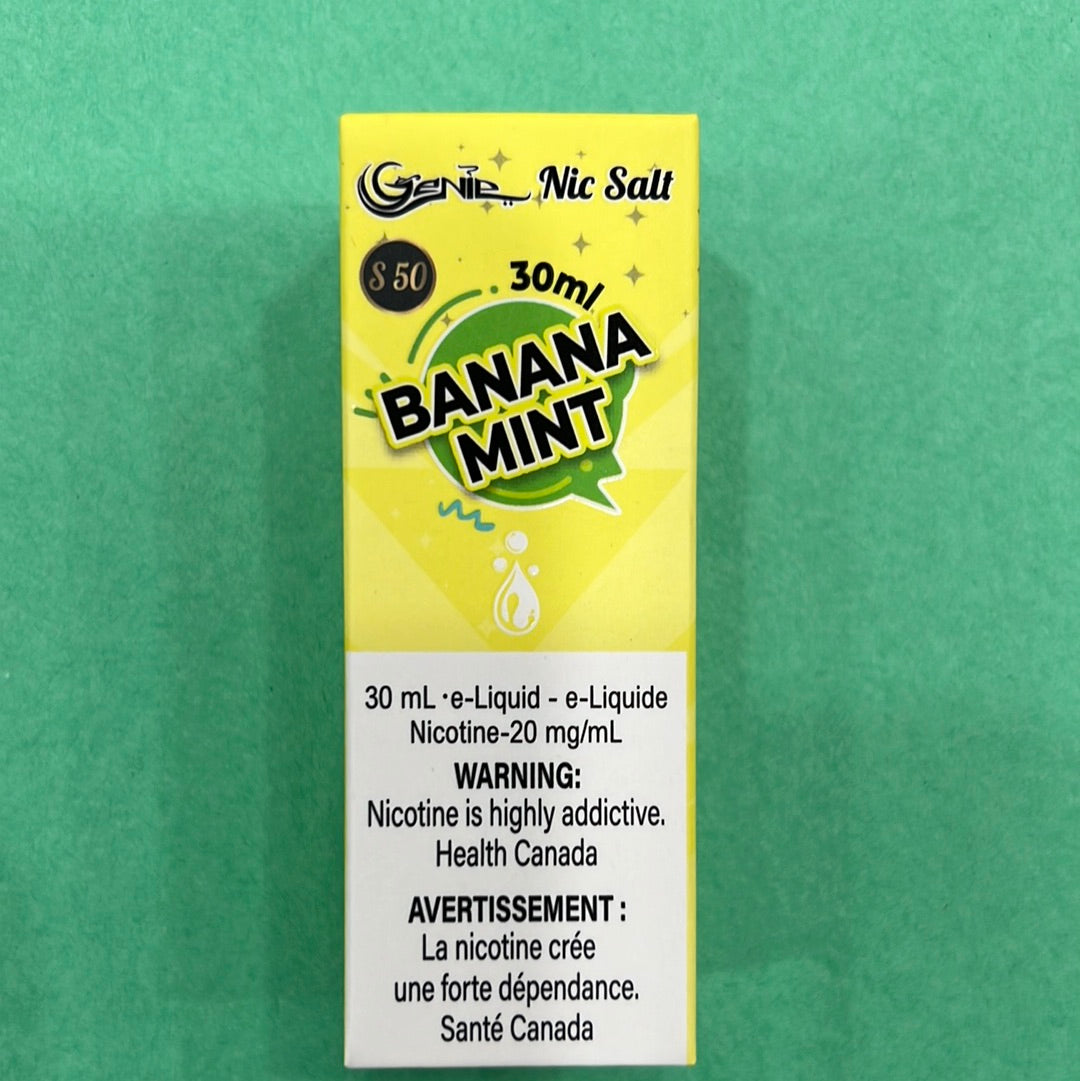 Genie Nic Salt
S 50
30ml
BANANA
MINT
30 mL ·e-Liquid - e-Liquide
Nicotine-20 mg/mL
WARNING:
Nicotine is highly addictive.
Health Canada
AVERTISSEMENT :
La nicotine crée
une forte dépendance.
Santé Canada